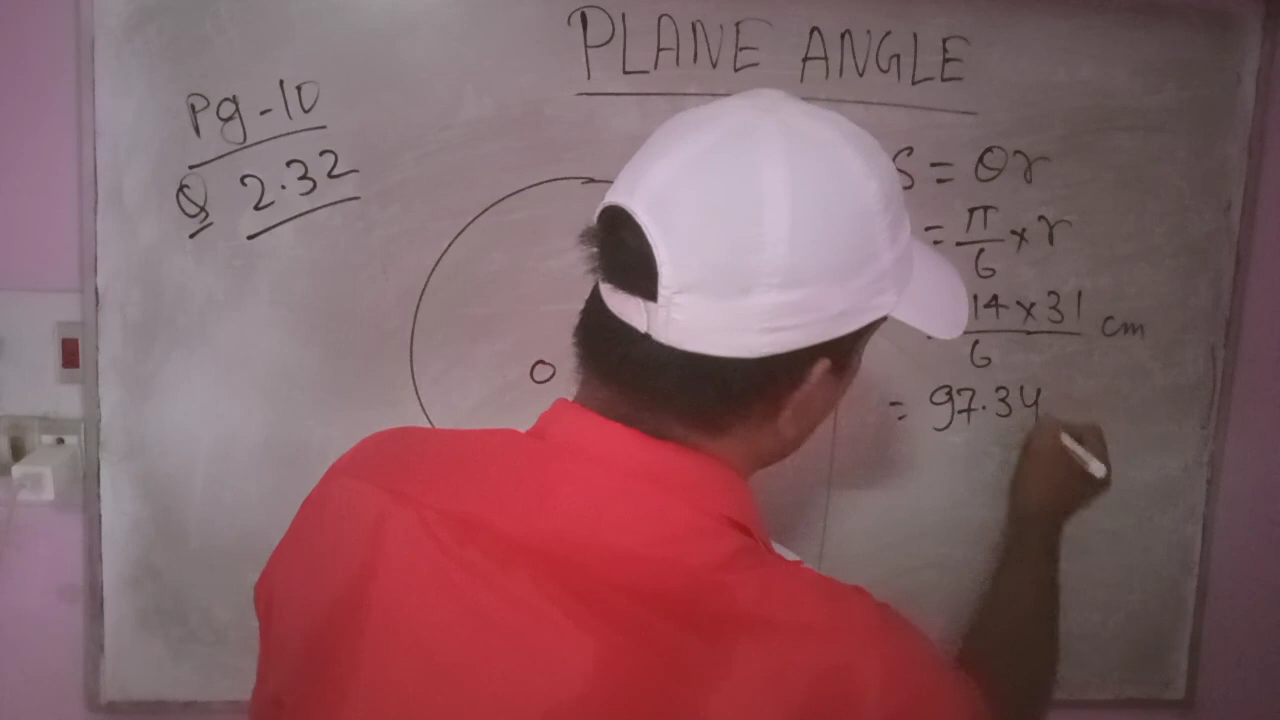 PLANE ANGLE
Pg-10
Q 2.32
O
S = θr
= π/6 × r
14 × 31/6 cm
= 97.34